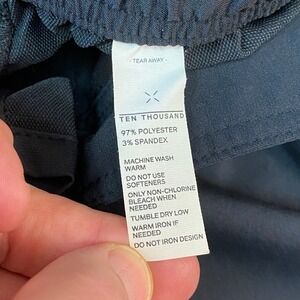 - TEAR AWAY -
TEN THOUSAND
97% POLYESTER
3% SPANDEX
MACHINE WASH
WARM
DO NOT USE
SOFTENERS
ONLY NON-CHLORINE
BLEACH WHEN
NEEDED
TUMBLE DRY LOW
WARM IRON IF
NEEDED
DO NOT IRON DESIGN